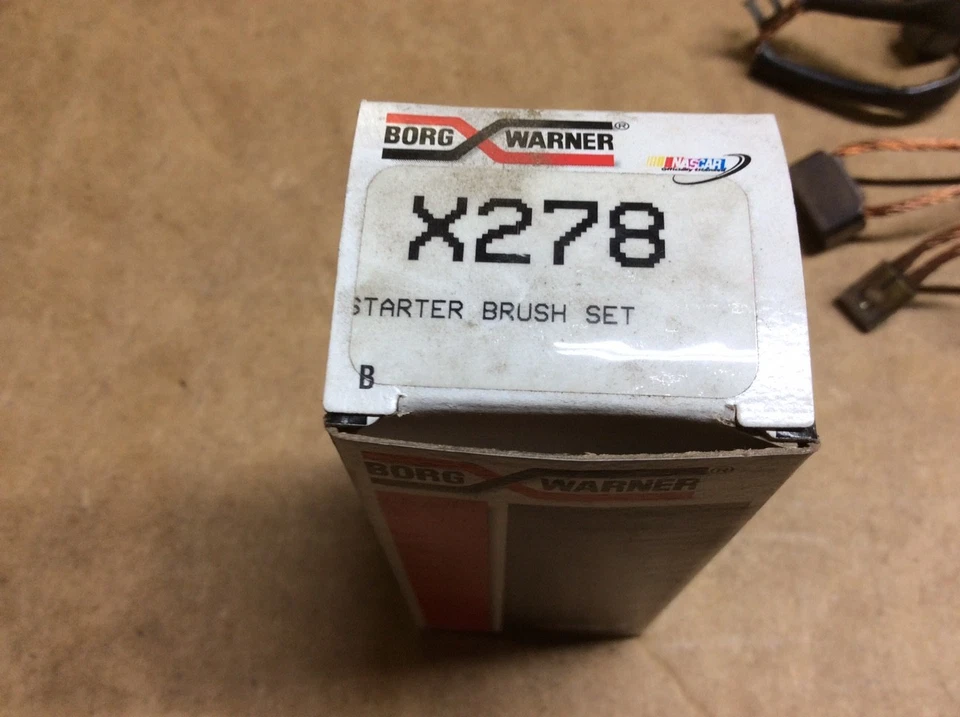 BORG WARNER®
NASCAR
X278
STARTER BRUSH SET
B
BORG WARNER